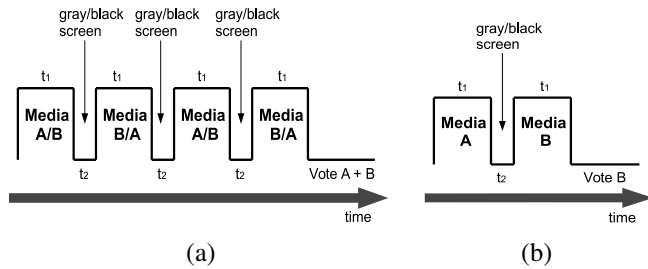 gray/black
screen
gray/black
screen
gray/black
screen
t1
t1
t1
t1
Media
A/B
Media
B/A
Media
A/B
Media
B/A
t2
t2
t2
Vote A + B
time
(a)
gray/black
screen
t1
t1
Media
A
Media
B
t2
Vote B
time
(b)